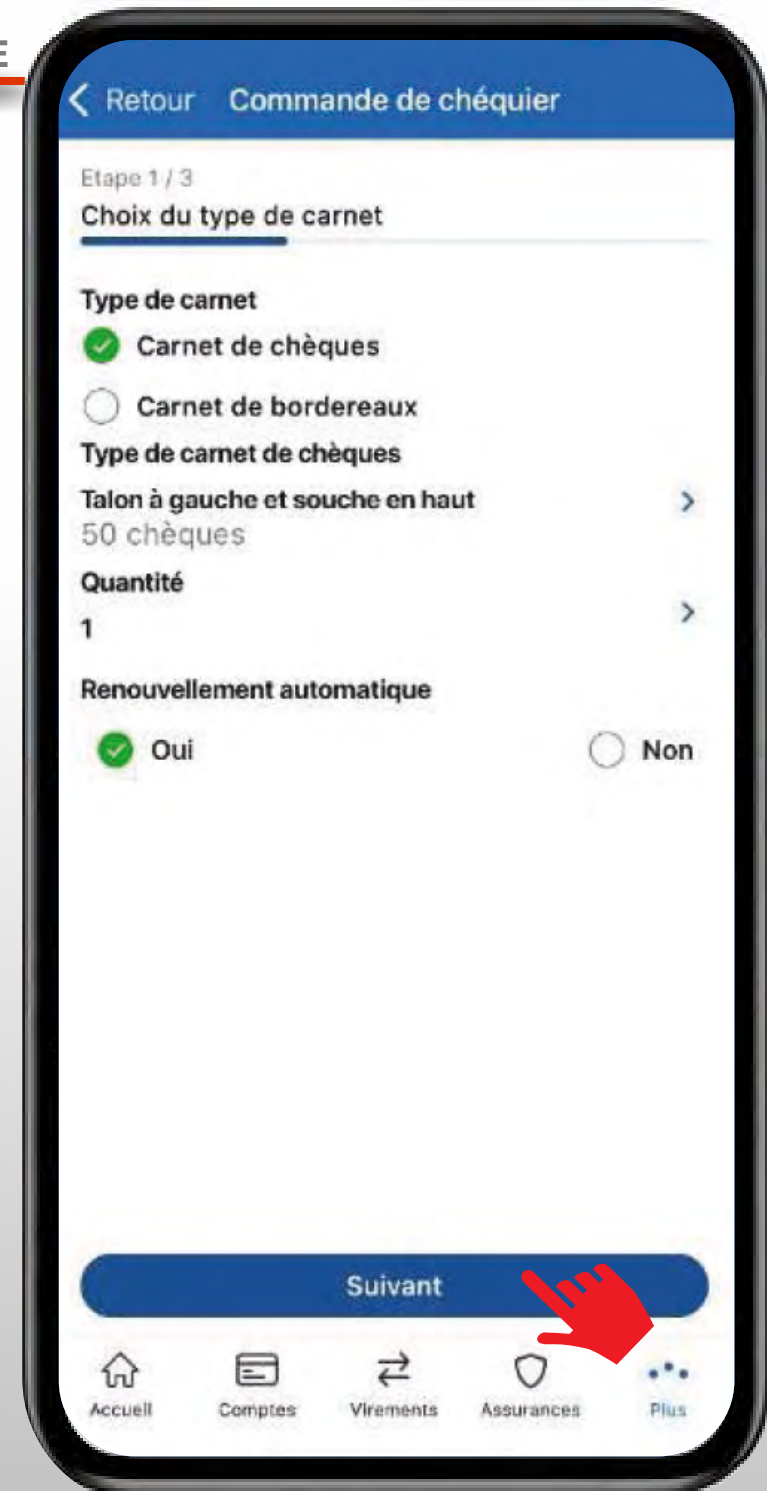 E
Retour Commande de chéquier
Etape 1 / 3
Choix du type de carnet
Type de carnet
Carnet de chèques
Carnet de bordereaux
Type de carnet de chèques
Talon à gauche et souche en haut
50 chèques
Quantité
1
Renouvellement automatique
Oui Non
Suivant
Accueil Comptes Virements Assurances Plus